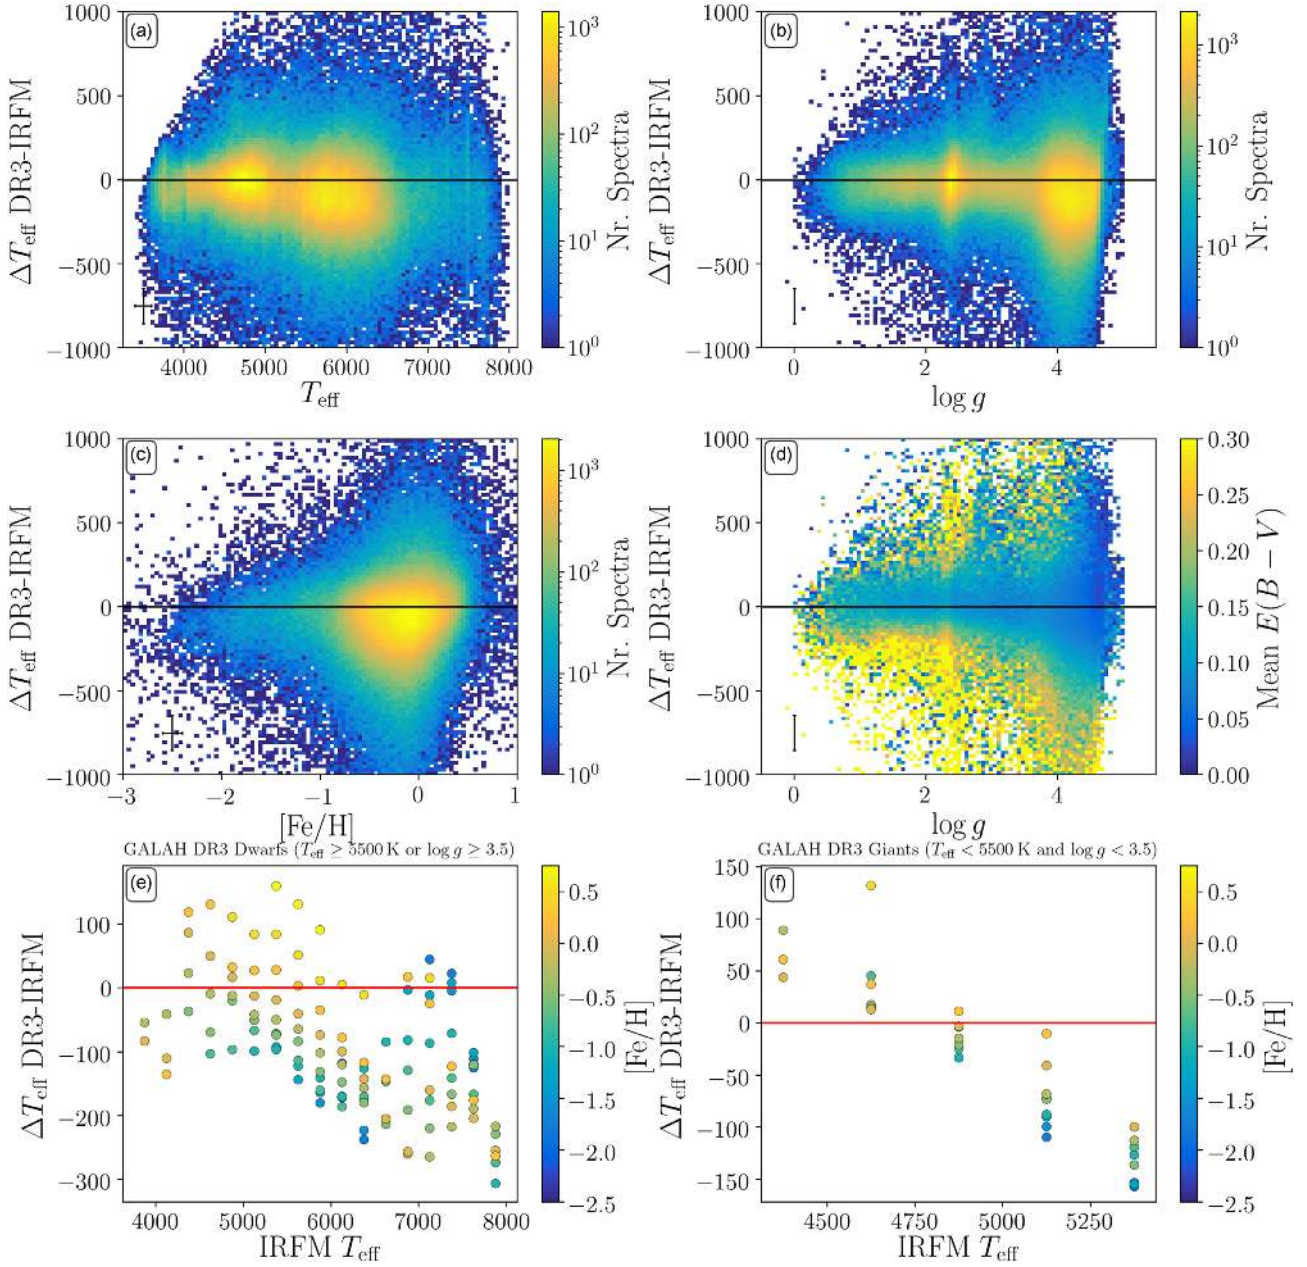 (a)
1000
500
0
−500
−1000
ΔT_eff DR3-IRFM
4000 5000 6000 7000 8000
T_eff
10^3
10^2
10^1
10^0
Nr. Spectra
(b)
1000
500
0
−500
−1000
ΔT_eff DR3-IRFM
0 2 4
log g
10^3
10^2
10^1
10^0
Nr. Spectra
(c)
1000
500
0
−500
−1000
ΔT_eff DR3-IRFM
−3 −2 −1 0 1
[Fe/H]
10^3
10^2
10^1
10^0
Nr. Spectra
(d)
1000
500
0
−500
−1000
ΔT_eff DR3-IRFM
0 2 4
log g
0.30
0.25
0.20
0.15
0.10
0.05
0.00
Mean E(B − V)
GALAH DR3 Dwarfs (T_eff ≥ 5500 K or log g ≥ 3.5)
(e)
100
0
−100
−200
−300
ΔT_eff DR3-IRFM
4000 5000 6000 7000 8000
IRFM T_eff
0.5
0.0
−0.5
−1.0
−1.5
−2.0
−2.5
[Fe/H]
GALAH DR3 Giants (T_eff < 5500 K and log g < 3.5)
(f)
150
100
50
0
−50
−100
−150
ΔT_eff DR3-IRFM
4500 4750 5000 5250
IRFM T_eff
0.5
0.0
−0.5
−1.0
−1.5
−2.0
−2.5
[Fe/H]